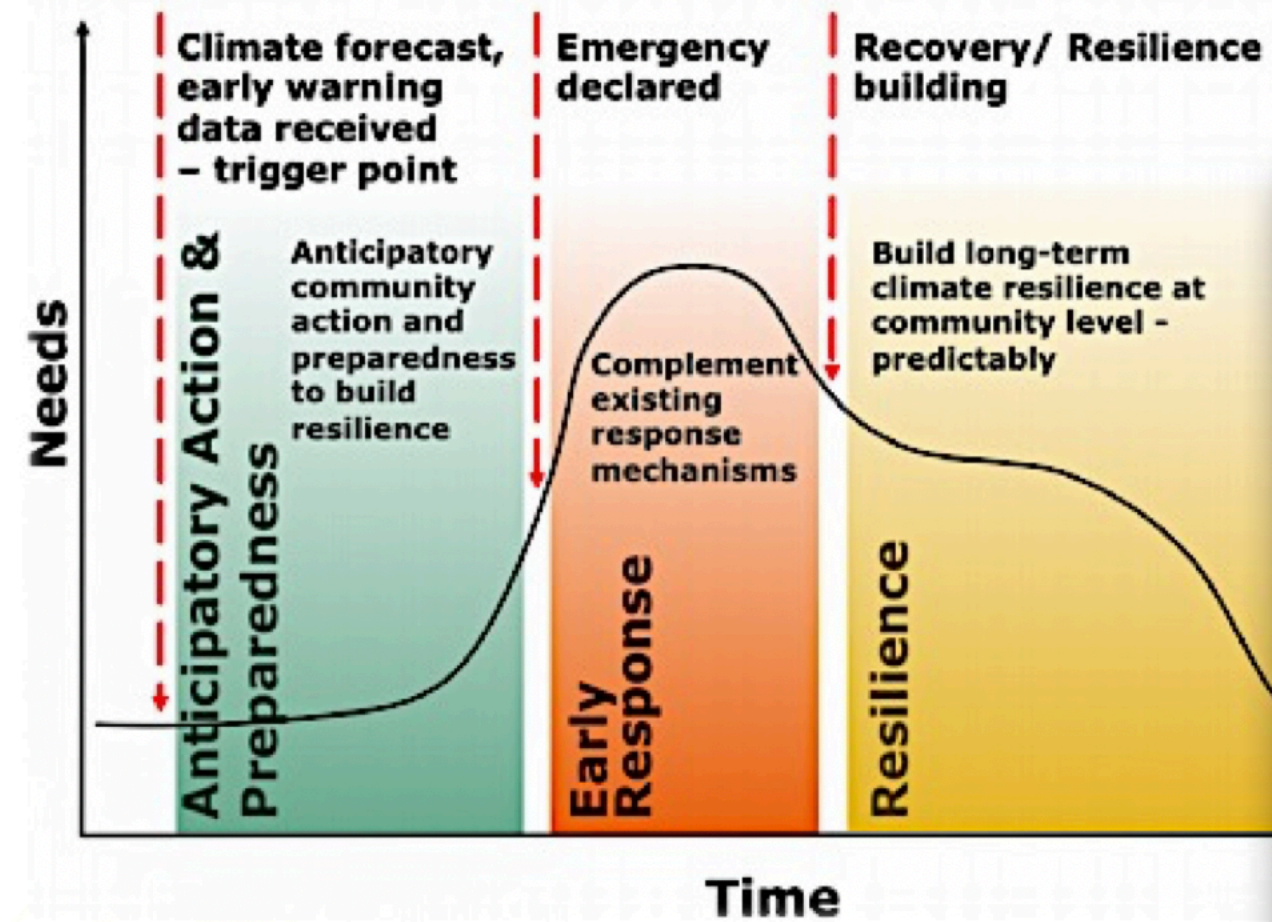 Climate forecast,
early warning
data received
– trigger point
Emergency
declared
Recovery/ Resilience
building
Anticipatory Action &
Preparedness
Anticipatory
community
action and
preparedness
to build
resilience
Complement
existing
response
mechanisms
Early
Response
Build long-term
climate resilience at
community level -
predictably
Resilience
Needs
Time